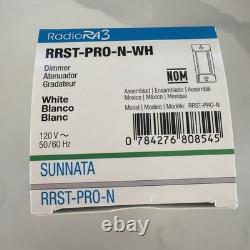 RadioRA3
RRST-PRO-N-WH
Dimmer
Atenuador
Gradateur
NOM
White
Blanco
Blanc
Assembled | Ensamblado | Assemblé
Mexico | México | Mexique
Model | Modelo | Modèle: RRST-PRO-N
120 V ~
50/60 Hz
0 784276 808545
SUNNATA
RRST-PRO-N